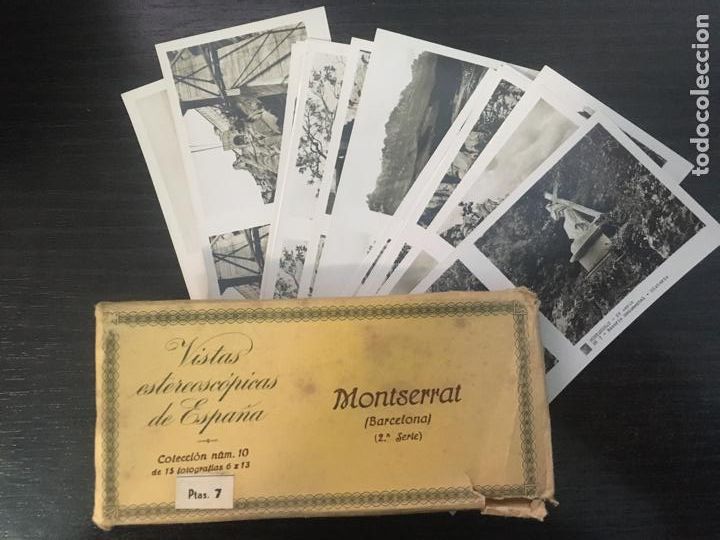 Vistas
estereoscópicas
de España
Colección núm. 10
de 15 fotografías 6 x 13
Ptas. 7
Montserrat
(Barcelona)
(2.ª Serie)
todocoleccion